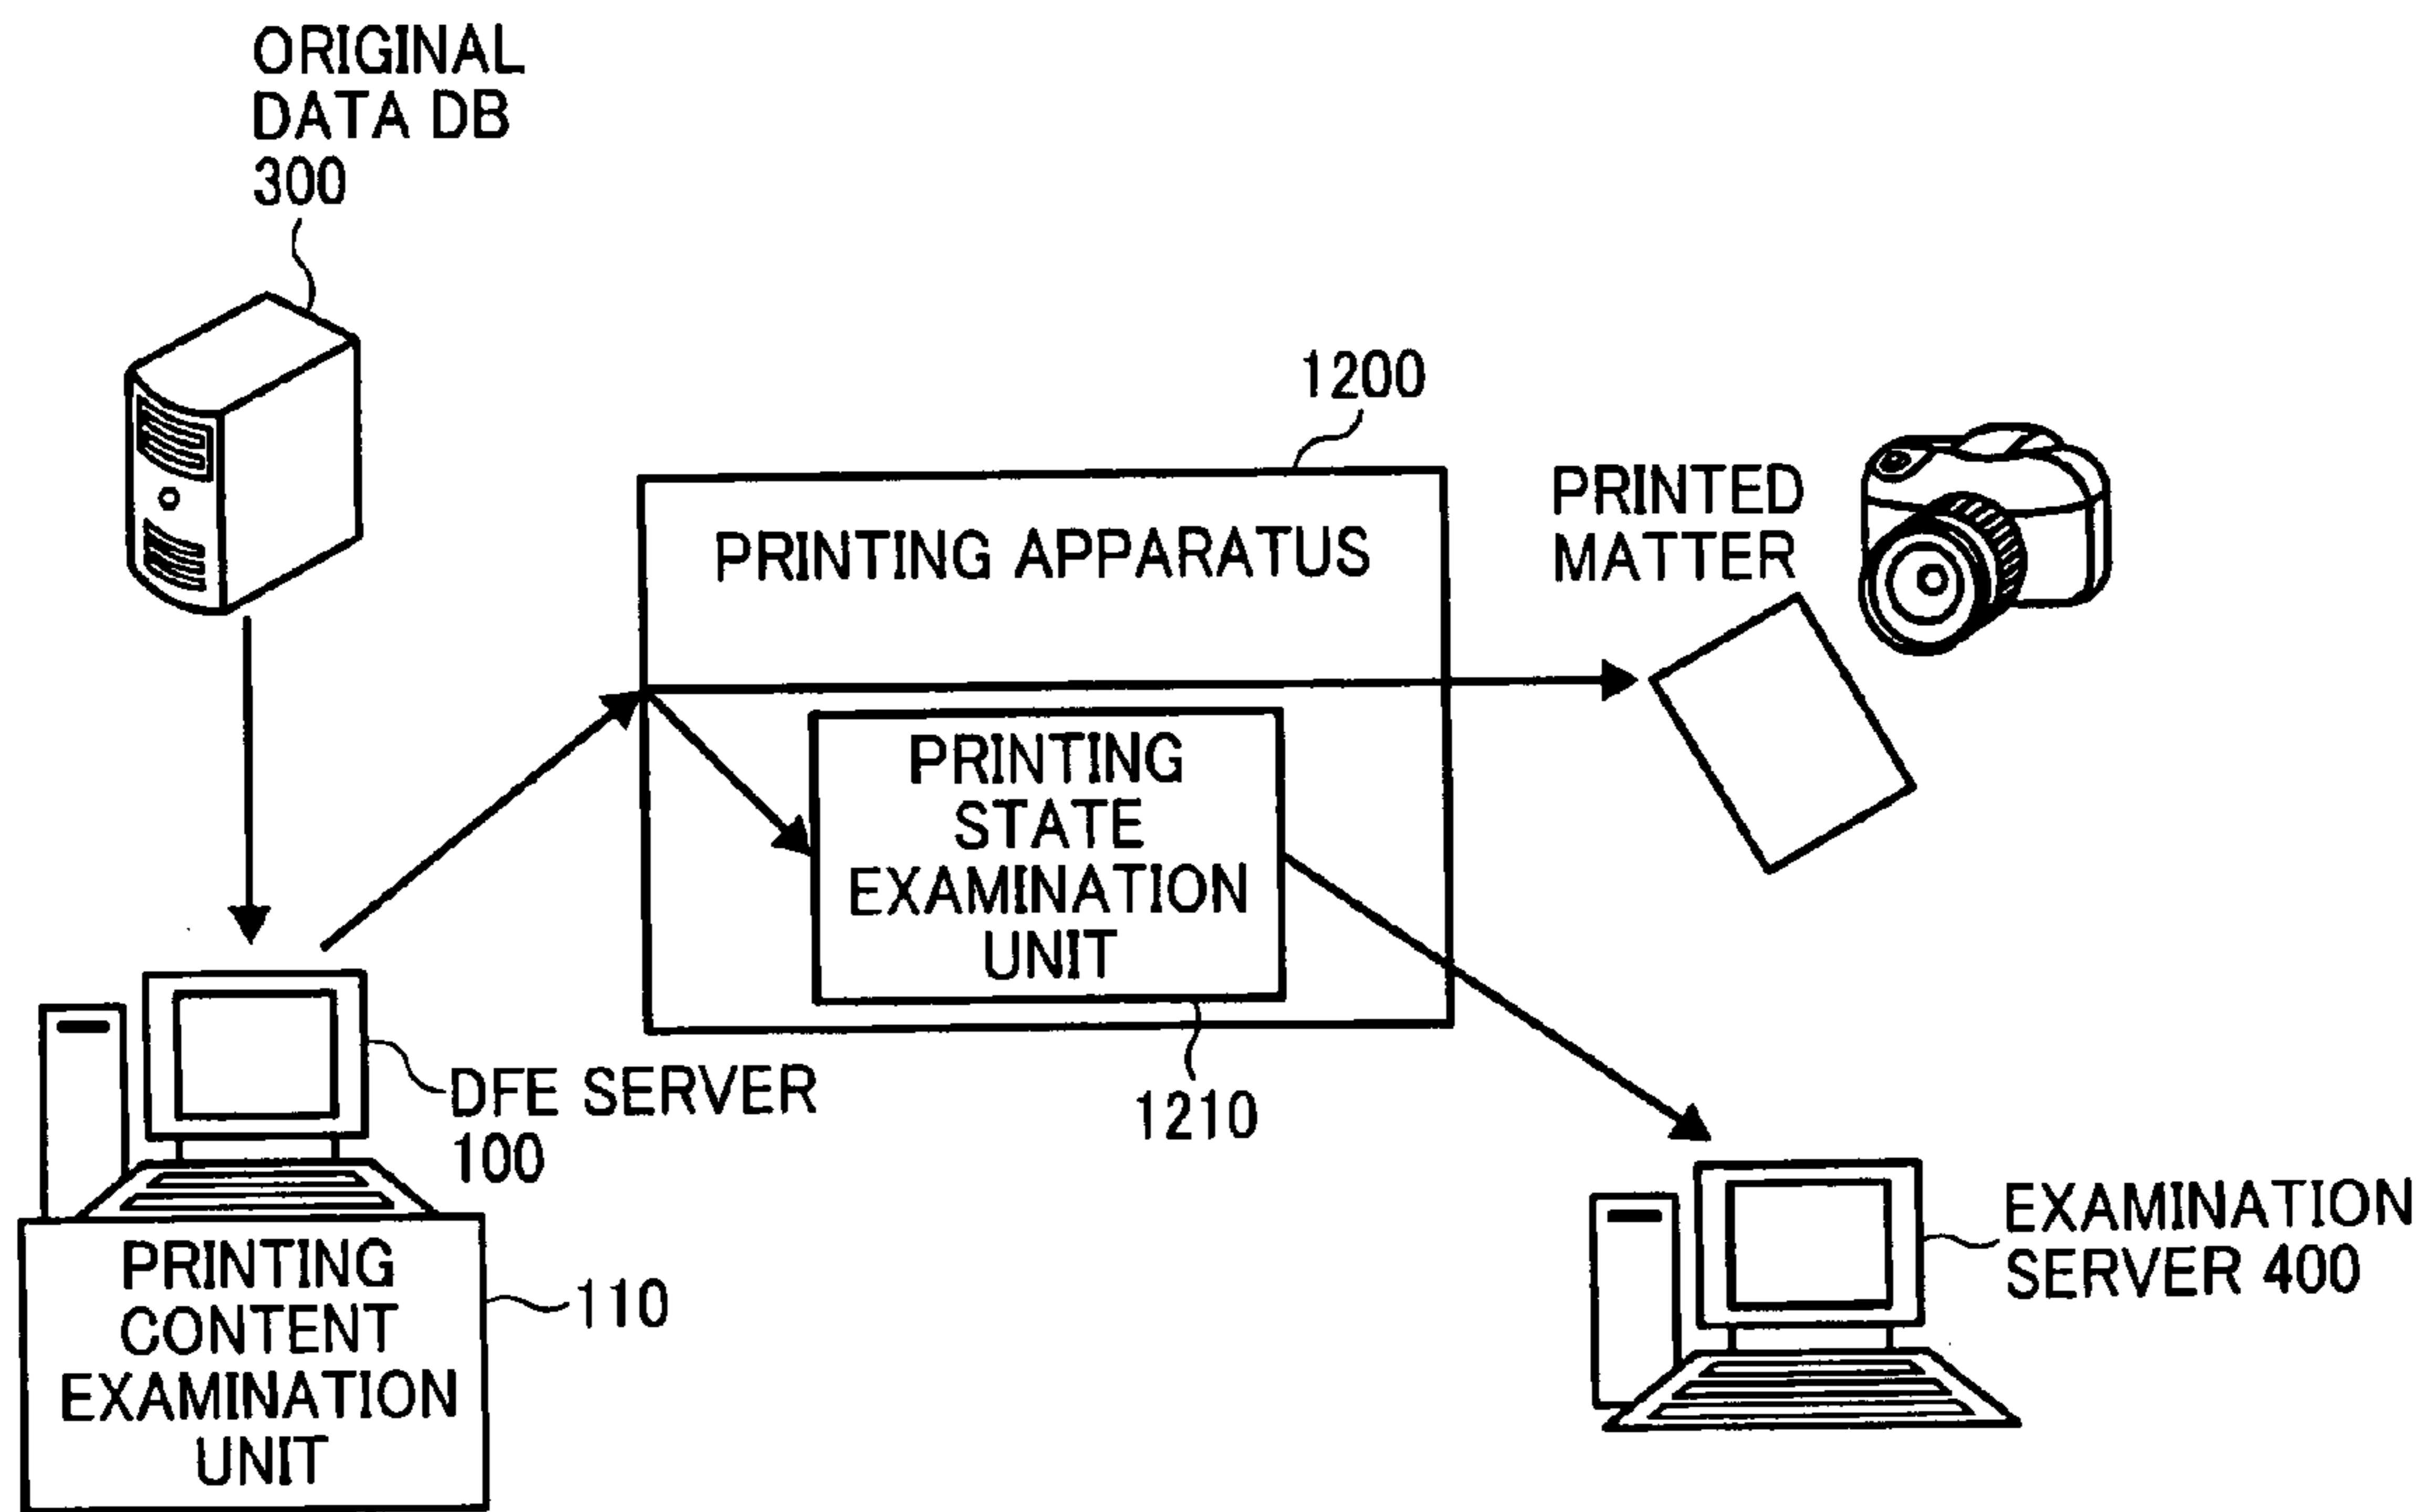 ORIGINAL
DATA DB
300
1200
PRINTING APPARATUS
PRINTED
MATTER
PRINTING
STATE
EXAMINATION
UNIT
1210
DFE SERVER
100
PRINTING
CONTENT
EXAMINATION
UNIT
110
EXAMINATION
SERVER 400